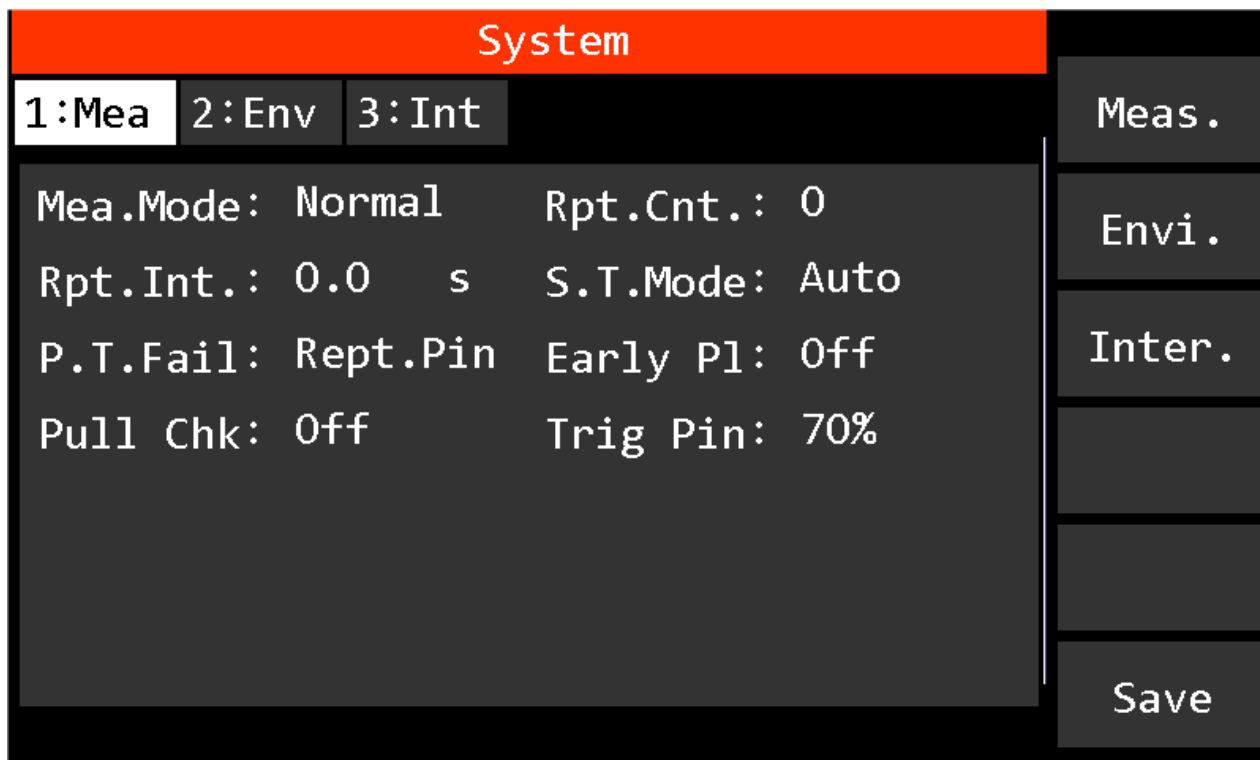 System
1:Mea 2:Env 3:Int
Mea.Mode: Normal Rpt.Cnt.: 0
Rpt.Int.: 0.0 s S.T.Mode: Auto
P.T.Fail: Rept.Pin Early Pl: Off
Pull Chk: Off Trig Pin: 70%
Meas.
Envi.
Inter.
Save